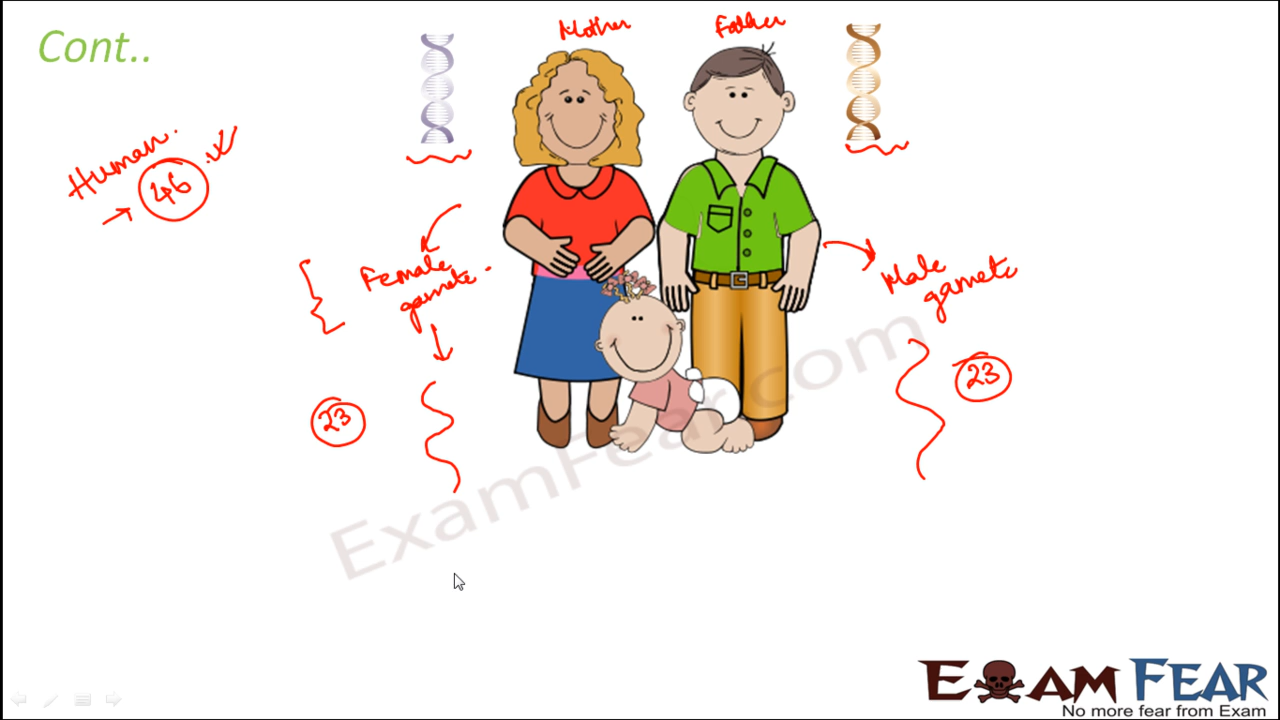 Cont..
Mother
Father
Human.
→ 46
Female
gamete
Male
gamete
23
23
ExamFear.com
EXAM FEAR
No more fear from Exam